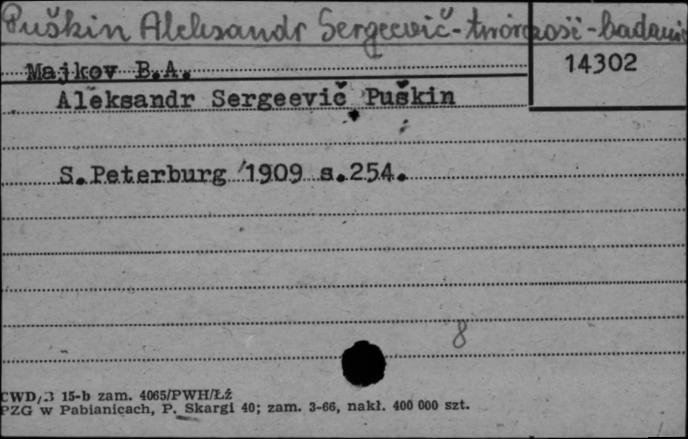 Puškin Aleksandr Sergeevič - twórczość - badania
14302
Majkov B.A.
Aleksandr Sergeevič Puškin
S.Peterburg 1909 s.254.
8
CWD/3 15-b zam. 4065/PWH/Łź
PZG w Pabianicach, P. Skargi 40; zam. 3-66, nakł. 400 000 szt.